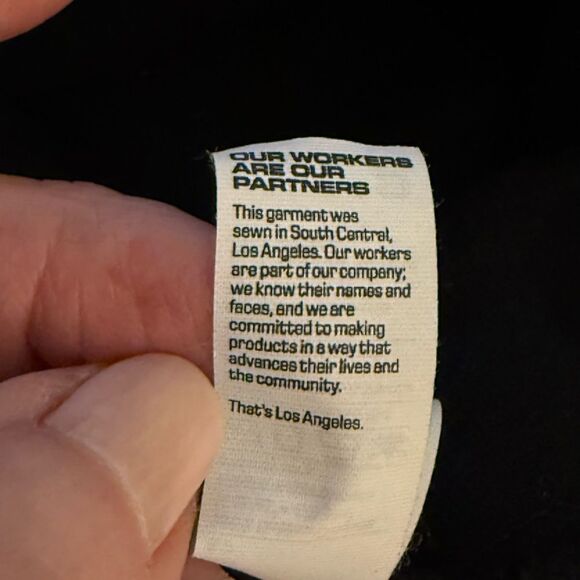 OUR WORKERS
ARE OUR
PARTNERS
This garment was
sewn in South Central,
Los Angeles. Our workers
are part of our company;
we know their names and
faces, and we are
committed to making
products in a way that
advances their lives and
the community.
That's Los Angeles.